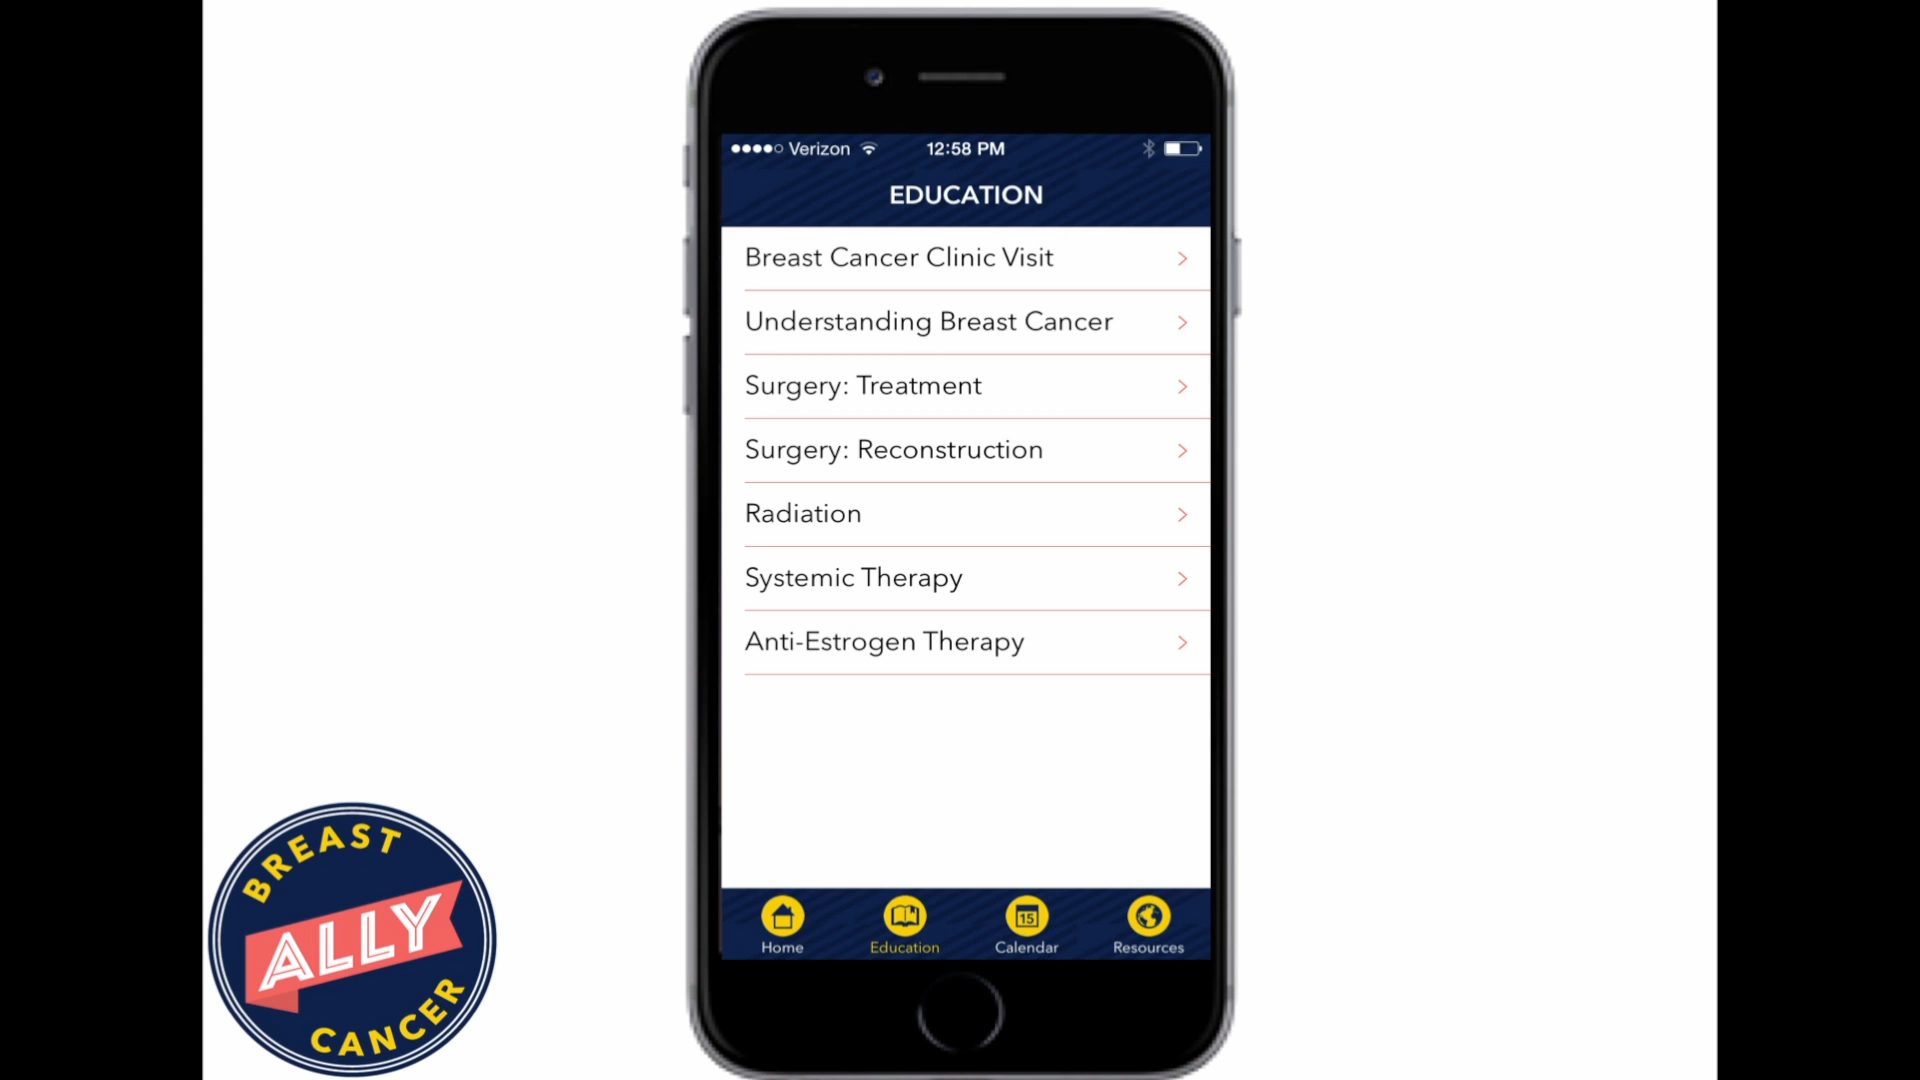 Verizon 12:58 PM
EDUCATION
Breast Cancer Clinic Visit
Understanding Breast Cancer
Surgery: Treatment
Surgery: Reconstruction
Radiation
Systemic Therapy
Anti-Estrogen Therapy
15
Home Education Calendar Resources
BREAST
ALLY
CANCER